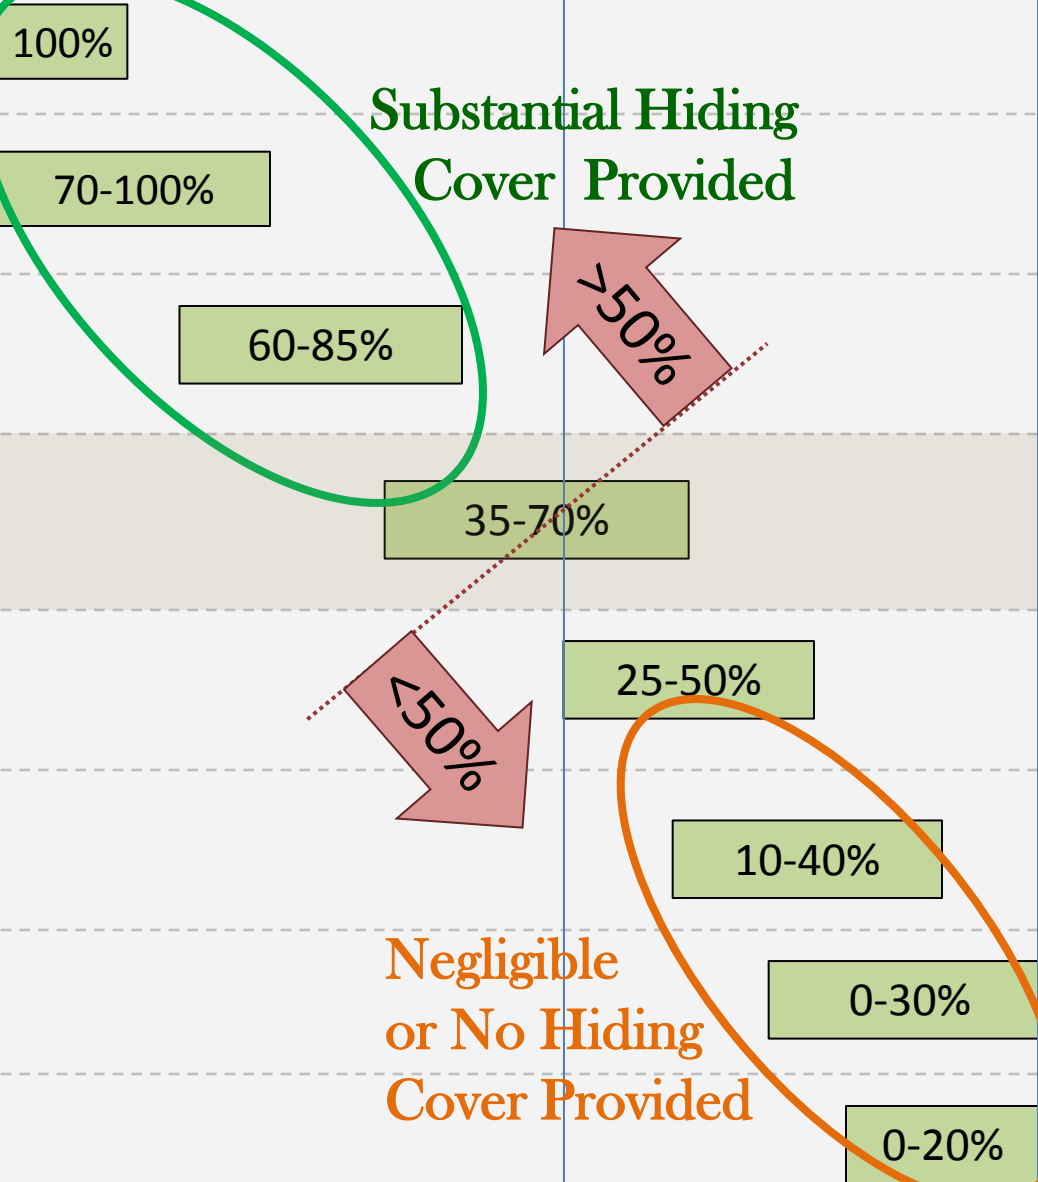 100%
Substantial Hiding
Cover Provided
70-100%
>50%
60-85%
35-70%
25-50%
<50%
10-40%
Negligible
or No Hiding
Cover Provided
0-30%
0-20%